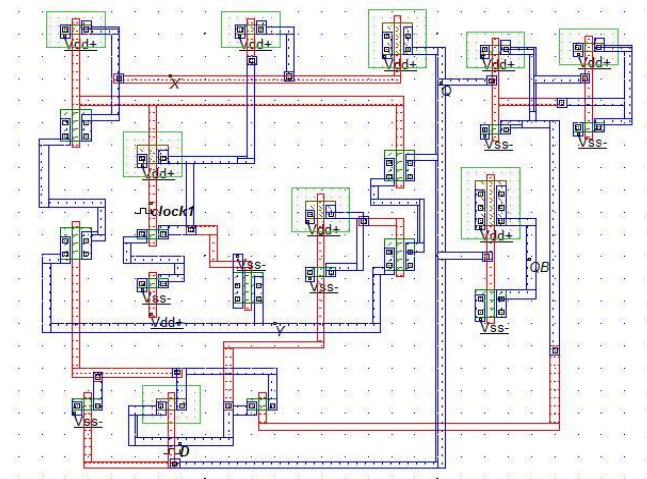 Vdd+
Vdd+
Vdd+
Vdd+
Vdd+
X
Q
Vss-
Vss-
Vdd+
clock1
Vdd+
Vdd+
Vss-
QB
Vss-
Vss-
Vdd+
Y
Vss-
Vss-
D